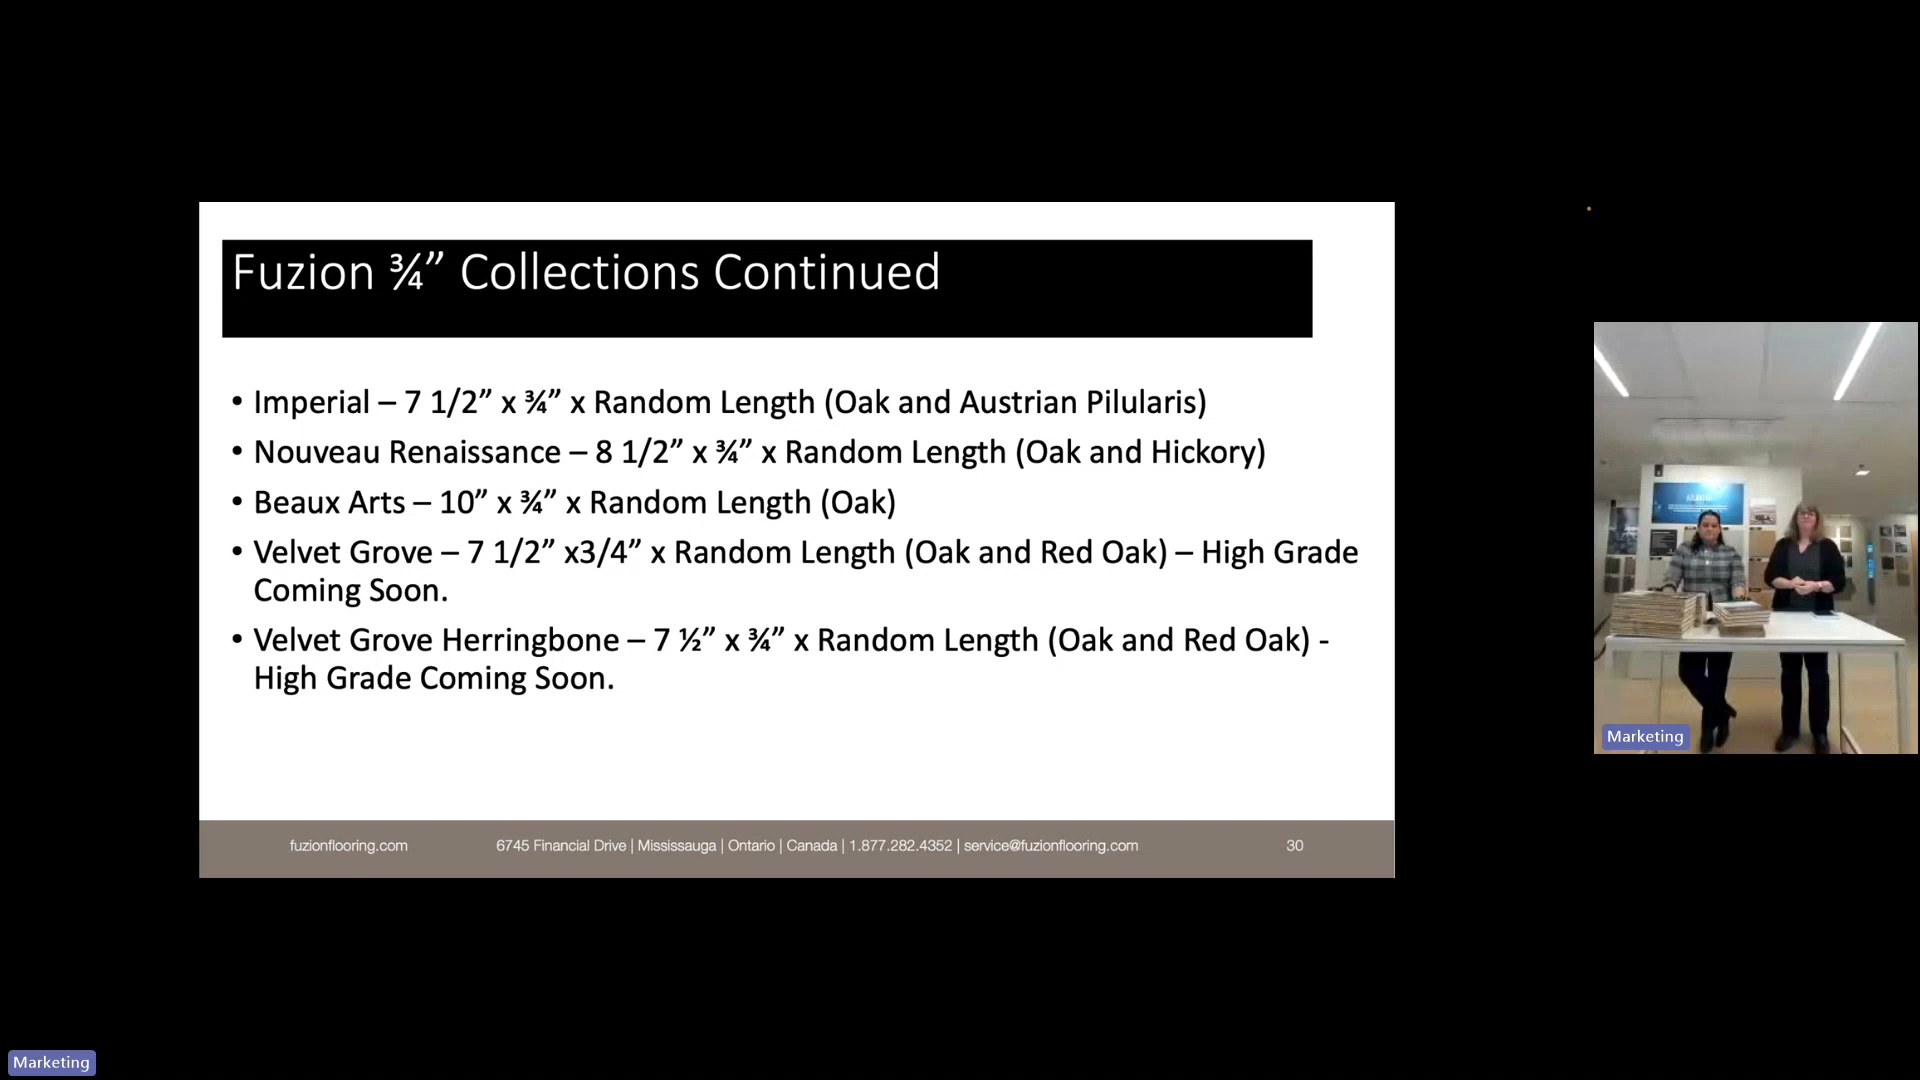 Fuzion ¾” Collections Continued
• Imperial – 7 1/2” x ¾” x Random Length (Oak and Austrian Pilularis)
• Nouveau Renaissance – 8 1/2” x ¾” x Random Length (Oak and Hickory)
• Beaux Arts – 10” x ¾” x Random Length (Oak)
• Velvet Grove – 7 1/2” x3/4” x Random Length (Oak and Red Oak) – High Grade
Coming Soon.
• Velvet Grove Herringbone – 7 ½” x ¾” x Random Length (Oak and Red Oak) -
High Grade Coming Soon.
fuzionflooring.com
6745 Financial Drive | Mississauga | Ontario | Canada | 1.877.282.4352 | service@fuzionflooring.com
30
Marketing
Marketing